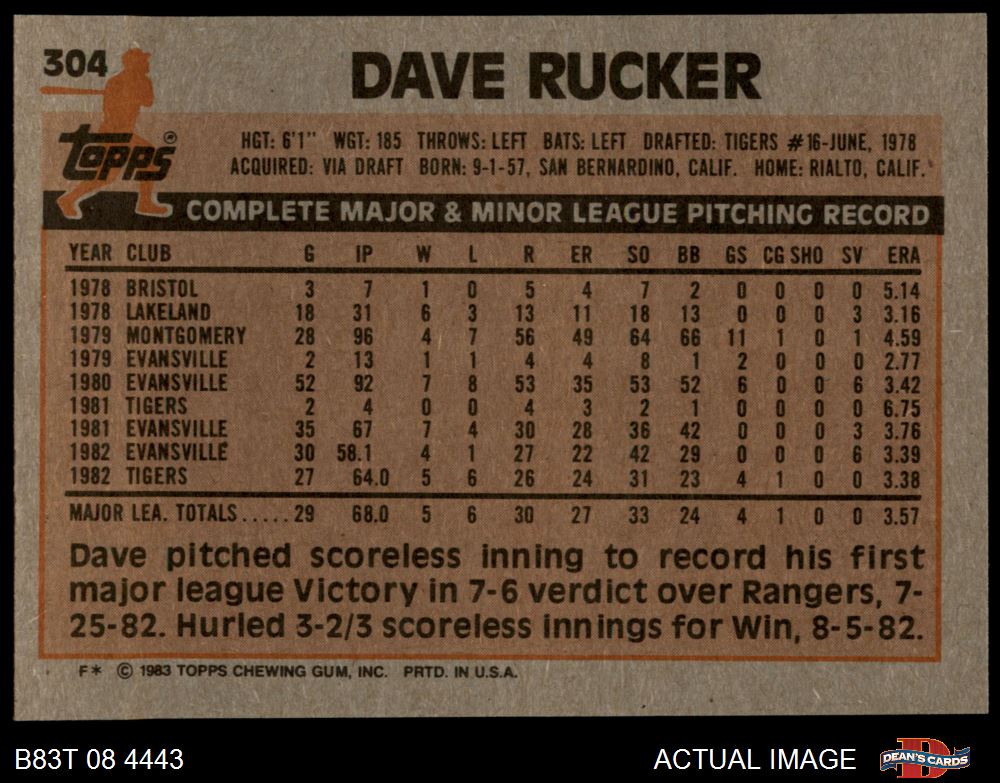 304 DAVE RUCKER
topps ®
HGT: 6'1" WGT: 185 THROWS: LEFT BATS: LEFT DRAFTED: TIGERS #16-JUNE, 1978
ACQUIRED: VIA DRAFT BORN: 9-1-57, SAN BERNARDINO, CALIF. HOME: RIALTO, CALIF.
COMPLETE MAJOR & MINOR LEAGUE PITCHING RECORD
YEAR CLUB G IP W L R ER SO BB GS CG SHO SV ERA
1978 BRISTOL 3 7 1 0 5 4 7 2 0 0 0 0 5.14
1978 LAKELAND 18 31 6 3 13 11 18 13 0 0 0 3 3.16
1979 MONTGOMERY 28 96 4 7 56 49 64 66 11 1 0 1 4.59
1979 EVANSVILLE 2 13 1 1 4 4 8 1 2 0 0 0 2.77
1980 EVANSVILLE 52 92 7 8 53 35 53 52 6 0 0 6 3.42
1981 TIGERS 2 4 0 0 4 3 2 1 0 0 0 0 6.75
1981 EVANSVILLE 35 67 7 4 30 28 36 42 0 0 0 3 3.76
1982 EVANSVILLE 30 58.1 4 1 27 22 42 29 0 0 0 6 3.39
1982 TIGERS 27 64.0 5 6 26 24 31 23 4 1 0 0 3.38
MAJOR LEA. TOTALS.....29 68.0 5 6 30 27 33 24 4 1 0 0 3.57
Dave pitched scoreless inning to record his first
major league Victory in 7-6 verdict over Rangers, 7-
25-82. Hurled 3-2/3 scoreless innings for Win, 8-5-82.
F* © 1983 TOPPS CHEWING GUM, INC. PRTD. IN U.S.A.
B83T 08 4443 ACTUAL IMAGE DEAN'S CARDS